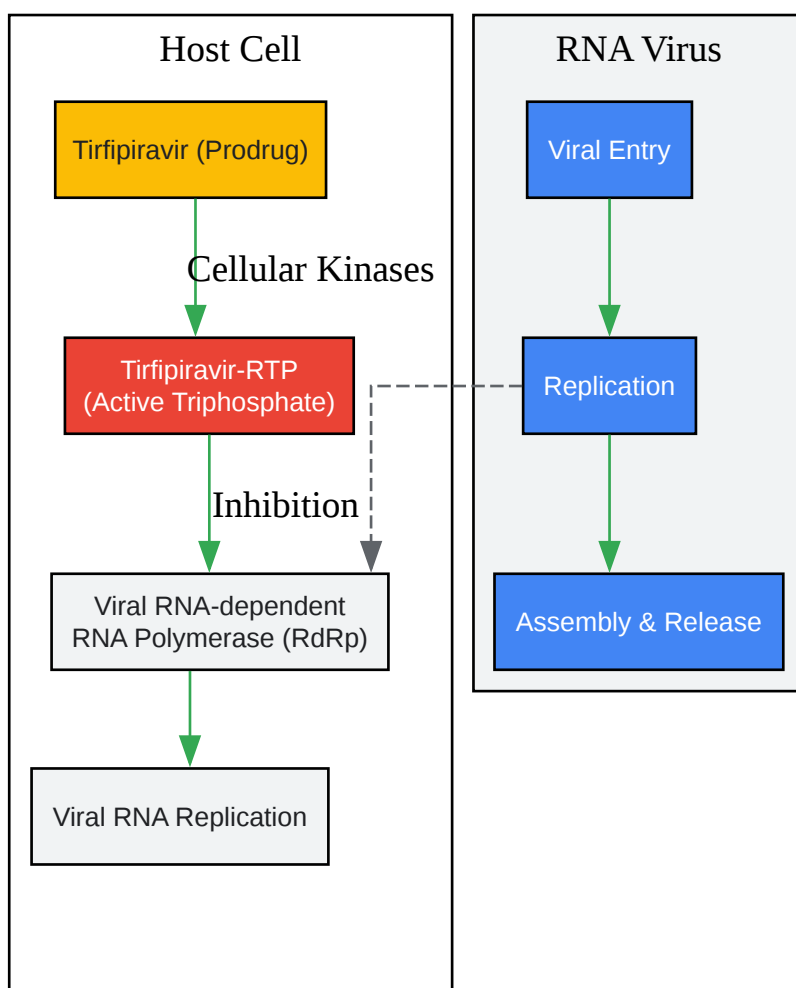 Host Cell
Tirfipiravir (Prodrug)
Cellular Kinases
Tirfipiravir-RTP
(Active Triphosphate)
Inhibition
Viral RNA-dependent
RNA Polymerase (RdRp)
Viral RNA Replication
RNA Virus
Viral Entry
Replication
Assembly & Release